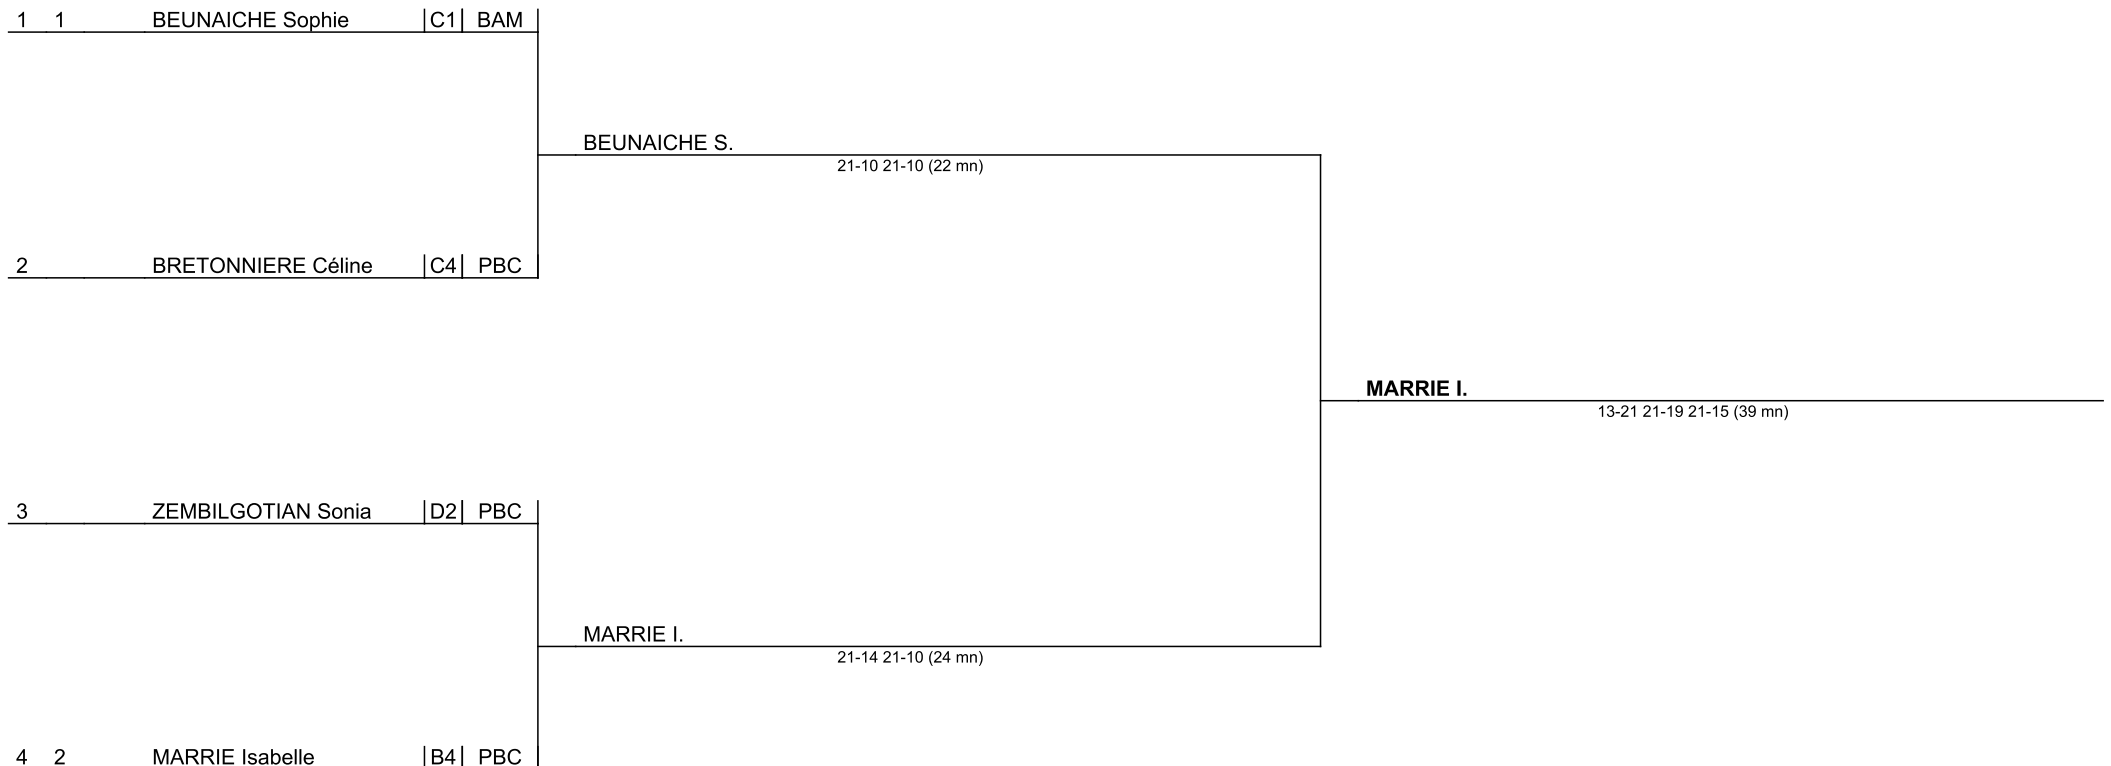 1 1 BEUNAICHE Sophie C1 BAM
BEUNAICHE S.
21-10 21-10 (22 mn)
2 BRETONNIERE Céline C4 PBC
MARRIE I.
13-21 21-19 21-15 (39 mn)
3 ZEMBILGOTIAN Sonia D2 PBC
MARRIE I.
21-14 21-10 (24 mn)
4 2 MARRIE Isabelle B4 PBC